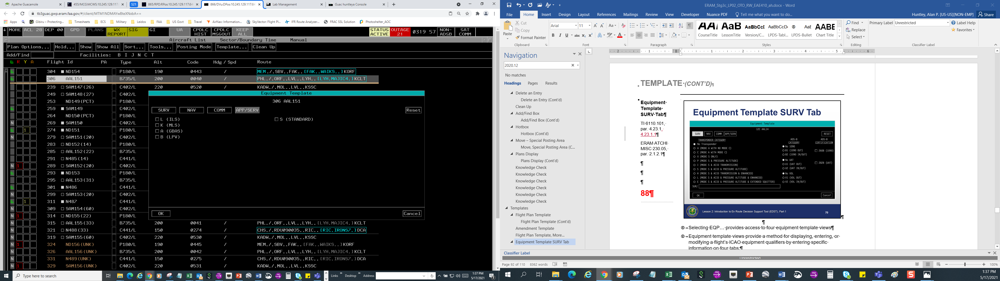 Apache Guacamole
455/MCG:MCWS:10.245.129.117:
S21
865/RPD:RPos:10.245.129.117:84
866/DVu:DPos:10.245.129.117:84
Lab Management
Guac huntleya Console
tb3guac.gwp.eram.faa.gov/#/client/MTM1NDMAYwBteXNxbA==
Apps
Gibiru – Protecting...
Timesheets
ECS
Military
Leidos
FAA
US Govt
Travel
AirNav: Information...
SkyVector: Flight Pl...
IFR Route Analyzer...
FRAC SSL Solution
Photoshelter_AOC
MORE
ACL 28
DEP 00
GPD
PLANS
WX REPORT
SIG
GI
UA
CPDLC HIST
CPDLC MSGOUT
KEEP ALL
STATUS ACTIVE
OUTAGE 21
0319 57
NON-ADSB
SAT COMM
Aircraft List Sector/Boundary Time Manual
Plan Options... Hold... Show Show All Sort... Tools... Posting Mode Template... Clean Up
Add/Find Facilities: B I J N C T
R Y A Flight Id PA Type Alt Code Hdg / Spd Route
304 ND154 P180/L 190 0443 / MEM./.SBV..FAK..[FAK..WAIKS..]KORF
306 AAL151 B735/L 200 0040 / PHL./.ORF..LVL..LYH..[LYH.MAJIC4.]KCLT
239 SAM147(26) C402/L 220 0520 / KADW./.MOL..LVL..KSSC
249 SAM148(27) C402/L
253 ND149(PCT) P180/L
259 SAM149 C402/L
264 ND150(PCT) P180/L
N 269 SAM150 C402/L
1 274 ND151 P180/L
N 279 SAM151(20) C402/L
283 ND152(14) P180/L
285 AAL152(22) B735/L
291 N485(14) C441/L
N 1 289 SAM152(20) C402/L
293 ND153 P180/L
295 AAL153(31) B735/L
301 N486 C441/L
N 299 SAM153(20) C402/L
1 311 N487 C441/L
N 309 SAM154(60) C402/L
N 1 314 ND155(22) P180/L
N 315 AAL155(33) B735/L 200 0041 / PHL./.ORF..LVL..LYH..[LYH.MAJIC4.]KCLT
N 321 N488(33) C441/L 150 0274 / CHS./.RDU090035..RIC..[RIC.IRONS7.]DCA
N 319 SAM155(60) C402/L 220 0530 / KADW./.MOL..LVL..KSSC
N 1 324 ND156(UNK) P180/L 190 0445 / MEM./.SBV..FAK..[FAK..WAIKS..]KORF
N 326 AAL156(UNK) B735/L 200 0042 / PHL./.ORF..LVL..LYH..[LYH.MAJIC4.]KCLT
N 331 N489(UNK) C441/L 150 0275 / CHS./.RDU090035..RIC..[RIC.IRONS7.]DCA
N 1 329 SAM156(UNK) C402/L 220 0531 / KADW./.MOL..LVL..KSSC
Equipment Template
306 AAL151
SURV NAV COMM APP/SERV Reset
L (ILS) S (STANDARD)
K (MLS)
A (GBAS)
B (LPV)
OK Cancel
Type here to search
Links
Desktop
Address
1:37 PM
5/17/2021
ERAM_Stg3c_LP02_OTO_RW_EAE410_ah.docx - Word
Huntley, Alan P. [US-US][NON-EMP]
Share
File Home Insert Design Layout References Mailings Review View Developer Nuance PDF Tell me what you want to do...
Paste
Cut
Copy
Format Painter
Clipboard
Arial 11
Font
Paragraph
CourseTitle
LessonTitle
Version/C...
LPDS-Tabl...
LPDS-Bullet
Chart Title
Styles
Find
Replace
Select
Editing
Primary Label Unrestricted
Label Help
Favorites
Classifier Label
Navigation
2020.12
No matches
Headings Pages Results
Delete an Entry
Delete an Entry (Cont'd)
Clean Up
Add/Find Box
Add/Find Box (Cont'd)
Hotbox
Hotbox (Cont'd)
Move – Special Posting Area
Move, Special Posting Area (C...
Plans Display
Plans Display (Cont'd)
Knowledge Check
Knowledge Check
Knowledge Check
Knowledge Check
Knowledge Check
Knowledge Check
Templates
Flight Plan Template
Flight Plan Template (Cont'd)
Amendment Template
Flight Plan Template, More...
Equipment Template SURV Tab
TEMPLATE (CONT'D)¶
Equipment
Template
SURV Tab¶
TI 6110.101,
par. 4.23.1,
4.23.1.1¶
ERAM ATCHI
MISC 230.05,
par. 2.1.2.1¶
¶
¶
¶
88¶
Equipment Template SURV Tab
Equipment Template
12C AAL14
SURV NAV COMM APP/SERV RESET
TRANSPONDER CATEGORY
No Transponder
A (MODE A WITH NO MODE C)
C (MODE A AND MODE C)
X (MODE S ONLY)
P (MODE S & PRESSURE ALTITUDE)
I (MODE S & ACID TRANSMISSION)
S (MODE S & ACID & PRESSURE ALTITUDE)
H (MODE S & ACID TRANSMISSION & ENHANCED)
L (MODE S & ACID & PRESSURE ALTITUDE & ENHANCED)
E (MODE S & ACID & PRESSURE ALTITUDE & EXTENDED SQUITTER)
ADS-B CATEGORY
No 1090
B1 (1090 OUT)
B2 (1090 IN/OUT)
No UAT
U1 (UAT OUT)
U2 (UAT IN/OUT)
No VDL
V1 (VDL OUT)
V2 (VDL IN/OUT)
ADS-B CERTIFICATION
260B (1090)
282B (UAT)
SUR/
OK Cancel
Lesson 2: Introduction to En Route Decision Support Tool (EDST), Part 1
70
¶
¶
Selecting EQP… provides access to four equipment template views¶
Equipment template views provide a method for displaying, entering, or
modifying a flight's ICAO equipment qualifiers by entering specific
information on four tabs:¶
Classifier Label
Unrestricted
Page 92 of 110
8362 words
100%
1:37 PM
5/17/2021